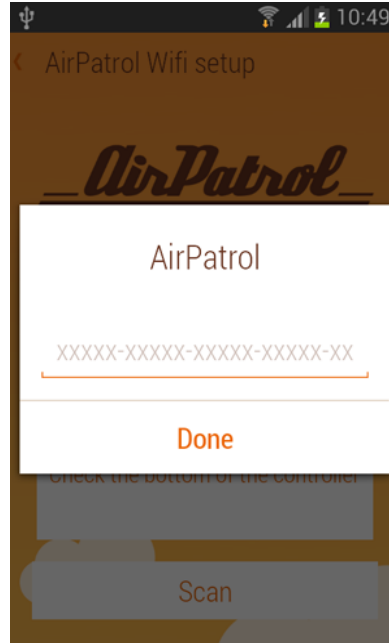 10:49
AirPatrol Wifi setup
AirPatrol
AirPatrol
XXXXX-XXXXX-XXXXX-XXXXX-XX
Done
Check the bottom of the controller
Scan